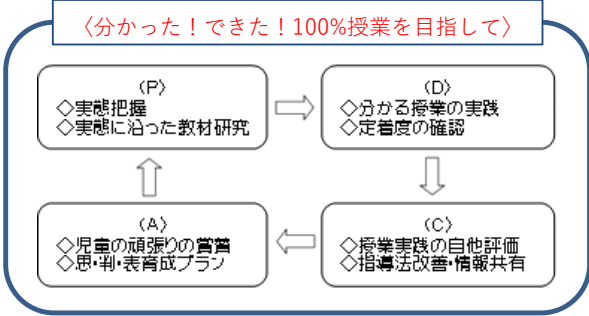 〈分かった！できた！100%授業を目指して〉
〈P〉
◇実態把握
◇実態に沿った教材研究
〈D〉
◇分かる授業の実践
◇定着度の確認
〈A〉
◇児童の頑張りの賞賛
◇思・判・表育成プラン
〈C〉
◇授業実践の自他評価
◇指導法改善・情報共有